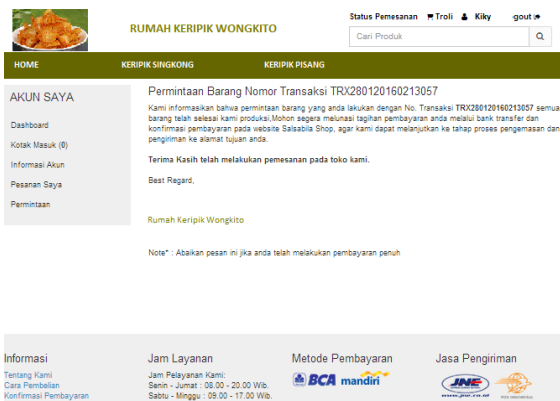 RUMAH KERIPIK WONGKITO
Status Pemesanan Troli Kiky gout
Cari Produk
HOME KERIPIK SINGKONG KERIPIK PISANG
AKUN SAYA
Dashboard
Kotak Masuk (0)
Informasi Akun
Pesanan Saya
Permintaan
Permintaan Barang Nomor Transaksi TRX280120160213057
Kami informasikan bahwa permintaan barang yang anda lakukan dengan No. Transaksi TRX280120160213057 semua
barang telah selesai kami produksi,Mohon segera melunasi tagihan pembayaran anda melalui bank transfer dan
konfirmasi pembayaran pada website Salsabila Shop, agar kami dapat melanjutkan ke tahap proses pengemasan dan
pengiriman ke alamat tujuan anda.
Terima Kasih telah melakukan pemesanan pada toko kami.
Best Regard,
Rumah Keripik Wongkito
Note* : Abaikan pesan ini jika anda telah melakukan pembayaran penuh
Informasi
Tentang Kami
Cara Pembelian
Konfirmasi Pembayaran
Jam Layanan
Jam Pelayanan Kami:
Senin - Jumat : 08.00 - 20.00 Wib.
Sabtu - Minggu : 09.00 - 17.00 Wib.
Metode Pembayaran
BCA mandiri
Jasa Pengiriman
JNE
www.jne.co.id